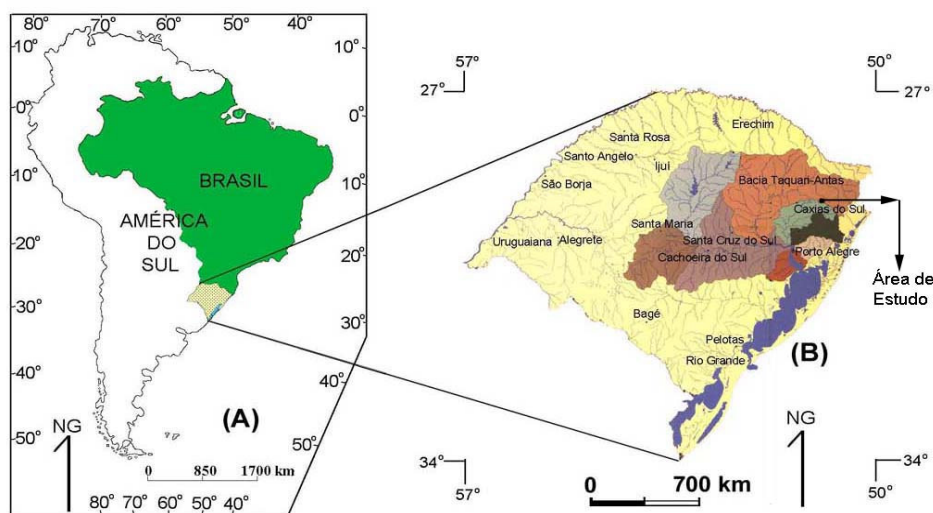 80° 70° 60° 50° 40°
10° 10°
0° 0°
10° 10°
20° 20°
30° 30°
40° 40°
50° 50°
80° 70° 60° 50° 40°
BRASIL
AMÉRICA
DO
SUL
(A)
NG
0 850 1700 km
57° 50°
27° 27°
Erechim
Santa Rosa
Santo Angelo
Ijuí
Bacia Taquari-Antas
São Borja
Caxias do Sul
Santa Maria
Uruguaiana
Alegrete
Santa Cruz do Sul
Porto Alegre
Cachoeira do Sul
Área de
Estudo
Bagé
Pelotas
(B)
Rio Grande
NG
34° 34°
57° 50°
0 700 km